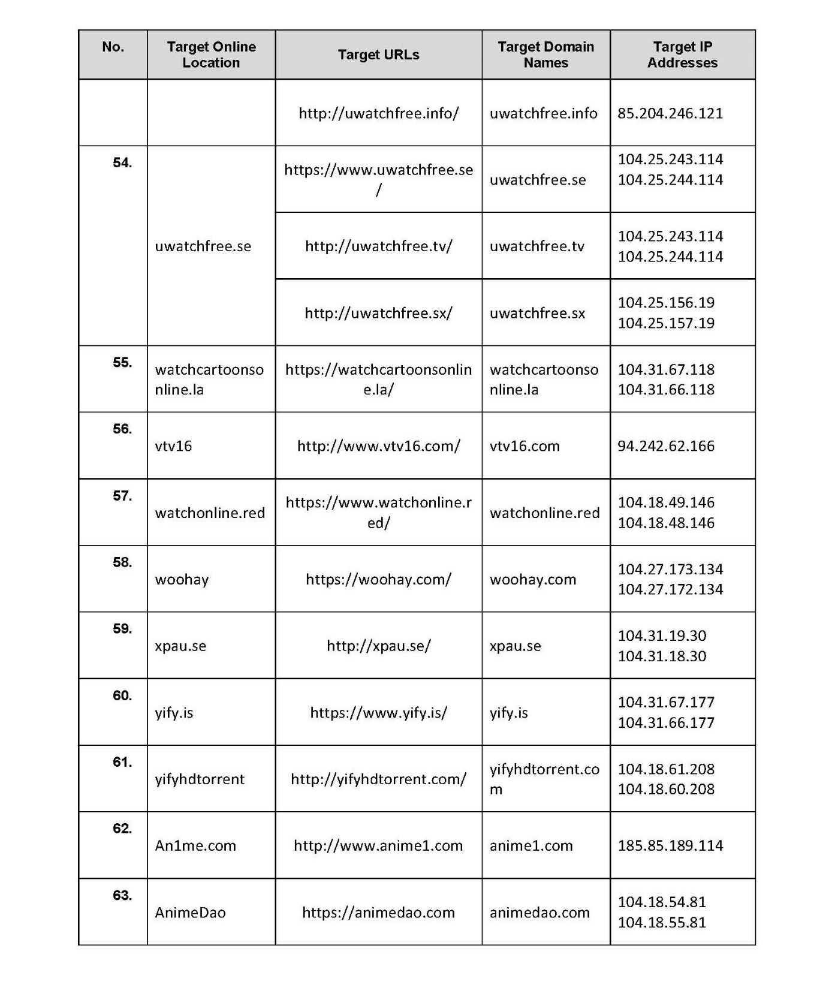 No.
Target Online
Location
Target URLs
Target Domain
Names
Target IP
Addresses
http://uwatchfree.info/
uwatchfree.info
85.204.246.121
54.
uwatchfree.se
https://www.uwatchfree.se
/
uwatchfree.se
104.25.243.114
104.25.244.114
http://uwatchfree.tv/
uwatchfree.tv
104.25.243.114
104.25.244.114
http://uwatchfree.sx/
uwatchfree.sx
104.25.156.19
104.25.157.19
55.
watchcartoonso
nline.la
https://watchcartoonsonlin
e.la/
watchcartoonso
nline.la
104.31.67.118
104.31.66.118
56.
vtv16
http://www.vtv16.com/
vtv16.com
94.242.62.166
57.
watchonline.red
https://www.watchonline.r
ed/
watchonline.red
104.18.49.146
104.18.48.146
58.
woohay
https://woohay.com/
woohay.com
104.27.173.134
104.27.172.134
59.
xpau.se
http://xpau.se/
xpau.se
104.31.19.30
104.31.18.30
60.
yify.is
https://www.yify.is/
yify.is
104.31.67.177
104.31.66.177
61.
yifyhdtorrent
http://yifyhdtorrent.com/
yifyhdtorrent.co
m
104.18.61.208
104.18.60.208
62.
An1me.com
http://www.anime1.com
anime1.com
185.85.189.114
63.
AnimeDao
https://animedao.com
animedao.com
104.18.54.81
104.18.55.81